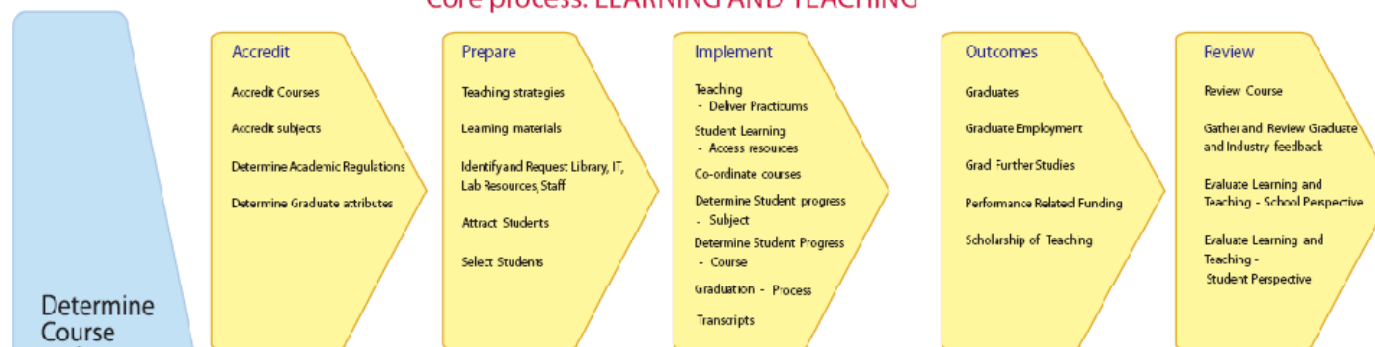 Core process: LEARNING AND TEACHING
Accredit
Accredit Courses
Accredit subjects
Determine Academic Regulations
Determine Graduate attributes
Prepare
Teaching strategies
Learning materials
Identify and Request Library, IT,
Lab Resources, Staff
Attract Students
Select Students
Implement
Teaching
- Deliver Practicums
Student Learning
- Access resources
Co-ordinate courses
Determine Student progress
- Subject
Determine Student Progress
- Course
Graduation - Process
Transcripts
Outcomes
Graduates
Graduate Employment
Grad Further Studies
Performance Related Funding
Scholarship of Teaching
Review
Review Course
Gather and Review Graduate
and Industry feedback
Evaluate Learning and
Teaching - School Perspective
Evaluate Learning and
Teaching -
Student Perspective
Determine
Course